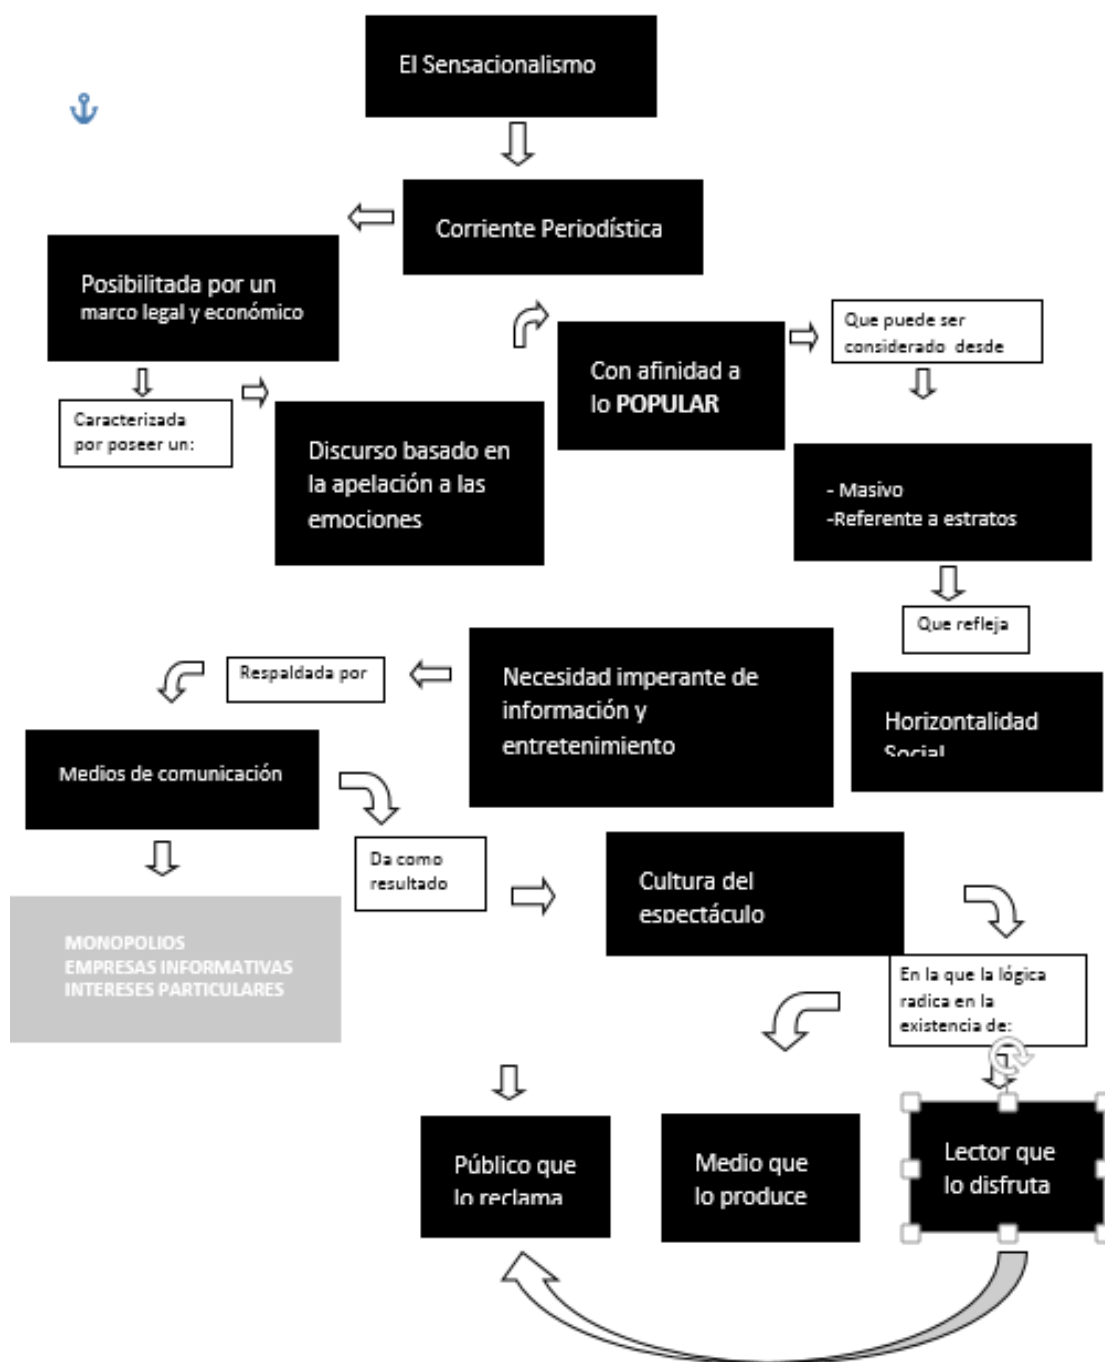 El Sensacionalismo
Corriente Periodística
Posibilitada por un
marco legal y económico
Caracterizada
por poseer un:
Discurso basado en
la apelación a las
emociones
Con afinidad a
lo POPULAR
Que puede ser
considerado desde
- Masivo
-Referente a estratos
Que refleja
Horizontalidad
Social
Necesidad imperante de
información y
entretenimiento
Respaldada por
Medios de comunicación
MONOPOLIOS
EMPRESAS INFORMATIVAS
INTERESES PARTICULARES
Da como
resultado
Cultura del
espectáculo
En la que la lógica
radica en la
existencia de:
Público que
lo reclama
Medio que
lo produce
Lector que
lo disfruta